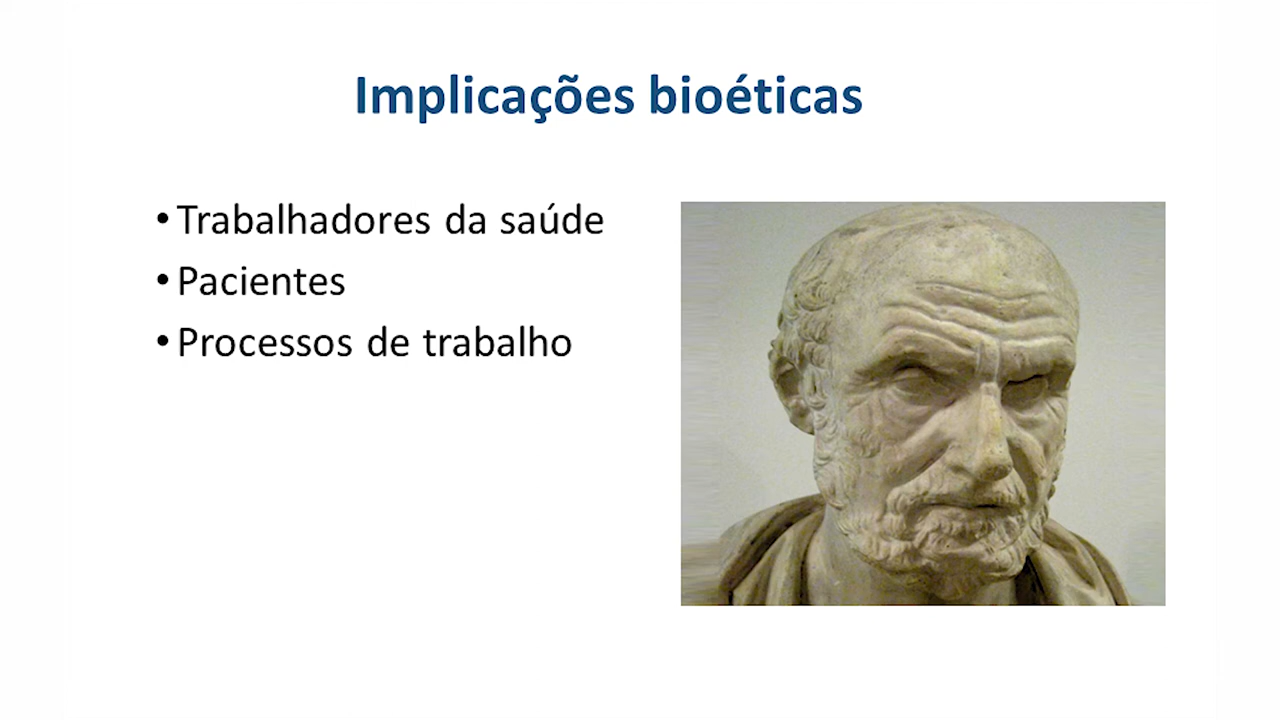 Implicações bioéticas
• Trabalhadores da saúde
• Pacientes
• Processos de trabalho